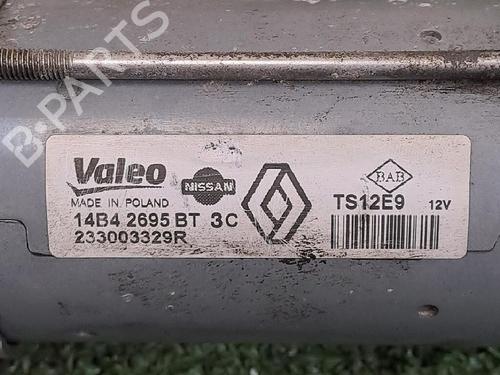 B-PARTS
Valeo
MADE IN POLAND
NISSAN
BAB
14B4 2695 BT 3C
233003329R
TS12E9 12V